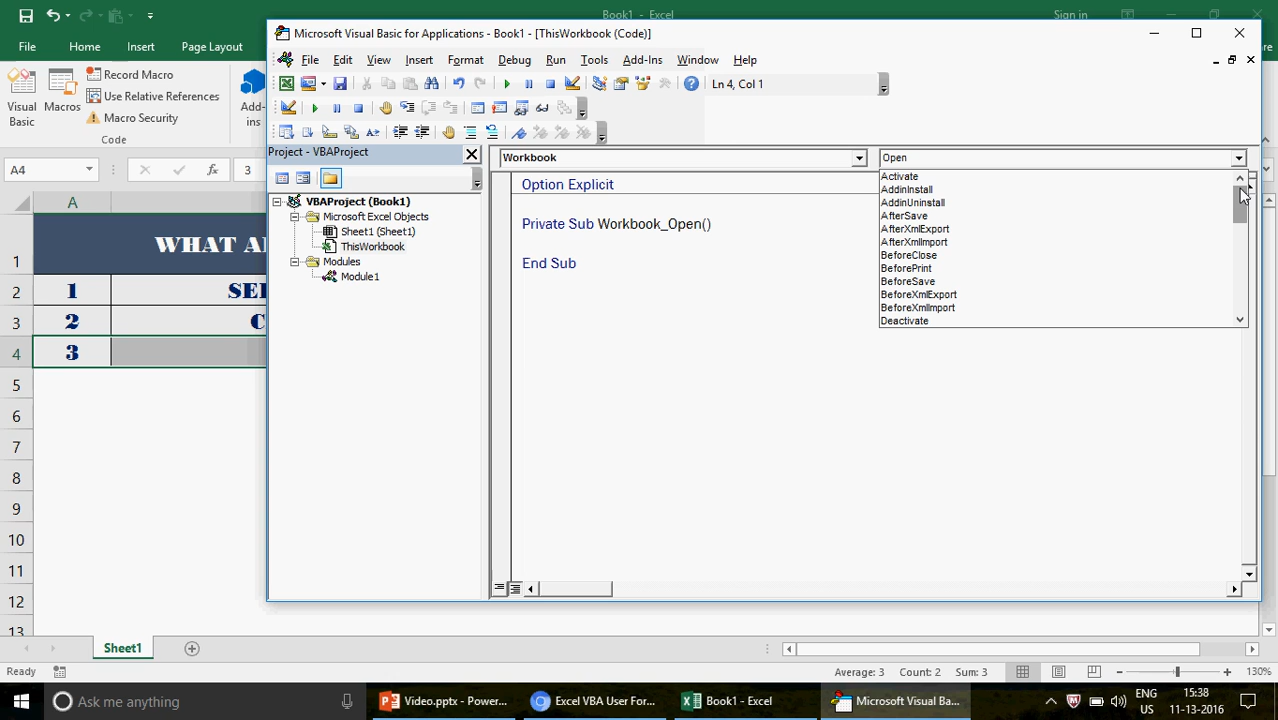 Book1 - Excel
Sign in
File Home Insert Page Layout
Visual Basic
Macros
Record Macro
Use Relative References
Macro Security
Add-ins
Code
A4
3
A
1 WHAT A
2 1 SE
3 2 C
4 3
5
6
7
8
9
10
11
12
13
Microsoft Visual Basic for Applications - Book1 - [ThisWorkbook (Code)]
File Edit View Insert Format Debug Run Tools Add-Ins Window Help
Ln 4, Col 1
Project - VBAProject
VBAProject (Book1)
Microsoft Excel Objects
Sheet1 (Sheet1)
ThisWorkbook
Modules
Module1
Workbook
Open
Option Explicit
Private Sub Workbook_Open()
End Sub
Activate
AddinInstall
AddinUninstall
AfterSave
AfterXmlExport
AfterXmlImport
BeforeClose
BeforePrint
BeforeSave
BeforeXmlExport
BeforeXmlImport
Deactivate
Sheet1
Ready
Average: 3 Count: 2 Sum: 3
130%
Ask me anything
Video.pptx - Power...
Excel VBA User For...
Book1 - Excel
Microsoft Visual Ba...
ENG
US
15:38
11-13-2016